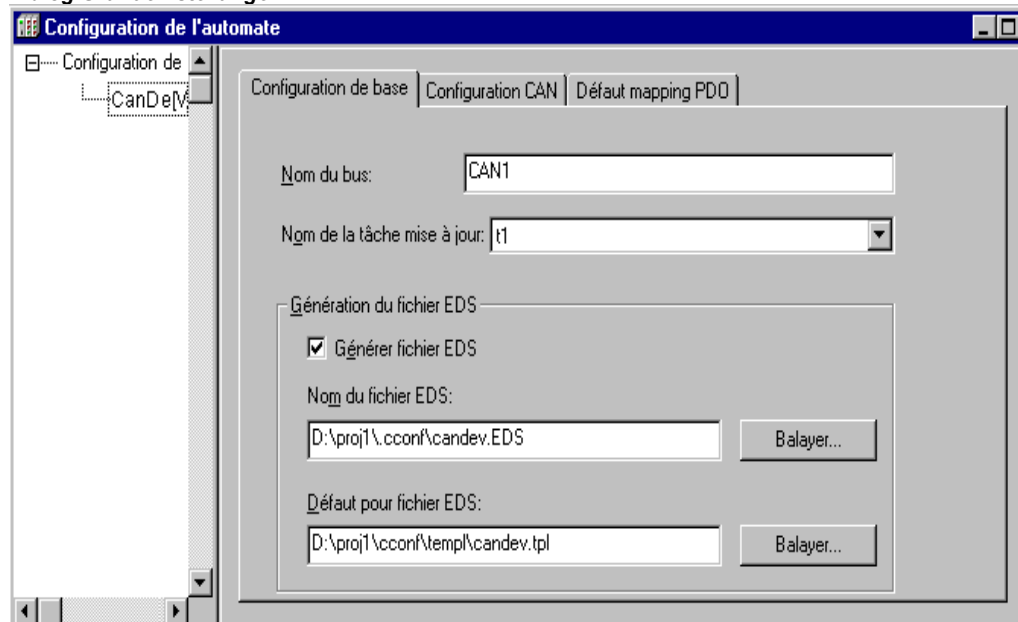 Configuration de l'automate
Configuration de
CanDe[V
Configuration de base
Configuration CAN
Défaut mapping PDO
Nom du bus:
CAN1
Nom de la tâche mise à jour:
t1
Génération du fichier EDS
Générer fichier EDS
Nom du fichier EDS:
D:\proj1\.cconf\candev.EDS
Balayer...
Défaut pour fichier EDS:
D:\proj1\cconf\templ\candev.tpl
Balayer...